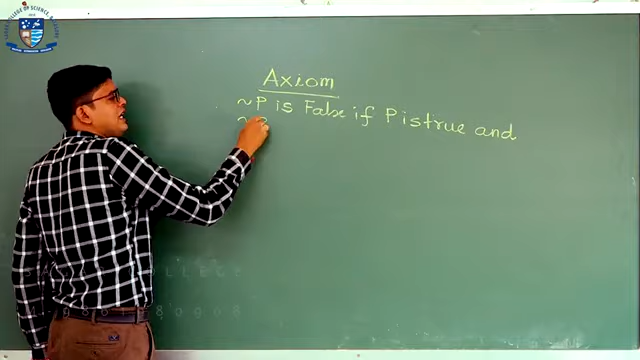 Axiom
~P is False if P is true and
~P